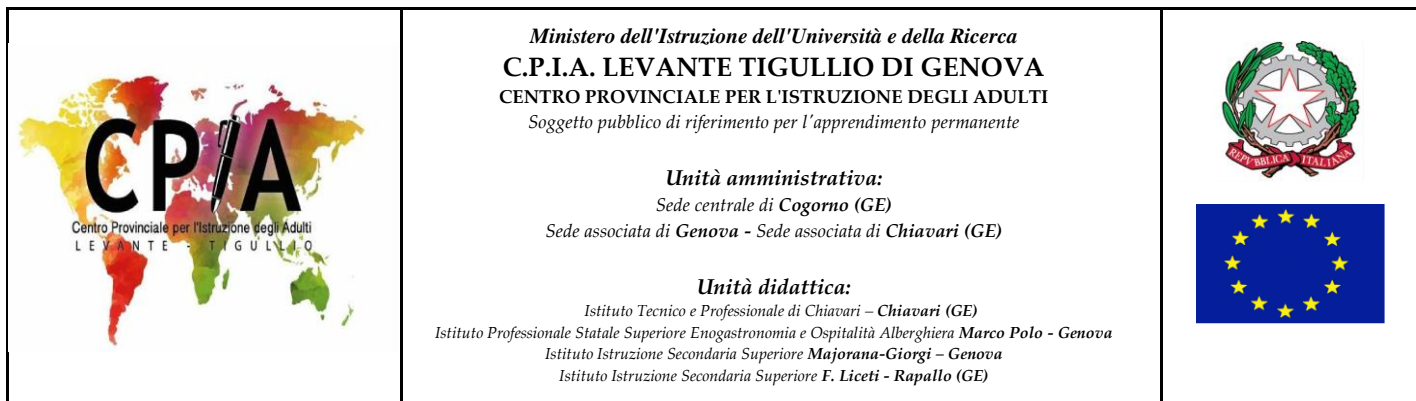 CPIA
Centro Provinciale per l'Istruzione degli Adulti
LEVANTE - TIGULLIO
Ministero dell'Istruzione dell'Università e della Ricerca
C.P.I.A. LEVANTE TIGULLIO DI GENOVA
CENTRO PROVINCIALE PER L'ISTRUZIONE DEGLI ADULTI
Soggetto pubblico di riferimento per l'apprendimento permanente
Unità amministrativa:
Sede centrale di Cogorno (GE)
Sede associata di Genova - Sede associata di Chiavari (GE)
Unità didattica:
Istituto Tecnico e Professionale di Chiavari – Chiavari (GE)
Istituto Professionale Statale Superiore Enogastronomia e Ospitalità Alberghiera Marco Polo - Genova
Istituto Istruzione Secondaria Superiore Majorana-Giorgi – Genova
Istituto Istruzione Secondaria Superiore F. Liceti - Rapallo (GE)
REPVBBLICA ITALIANA